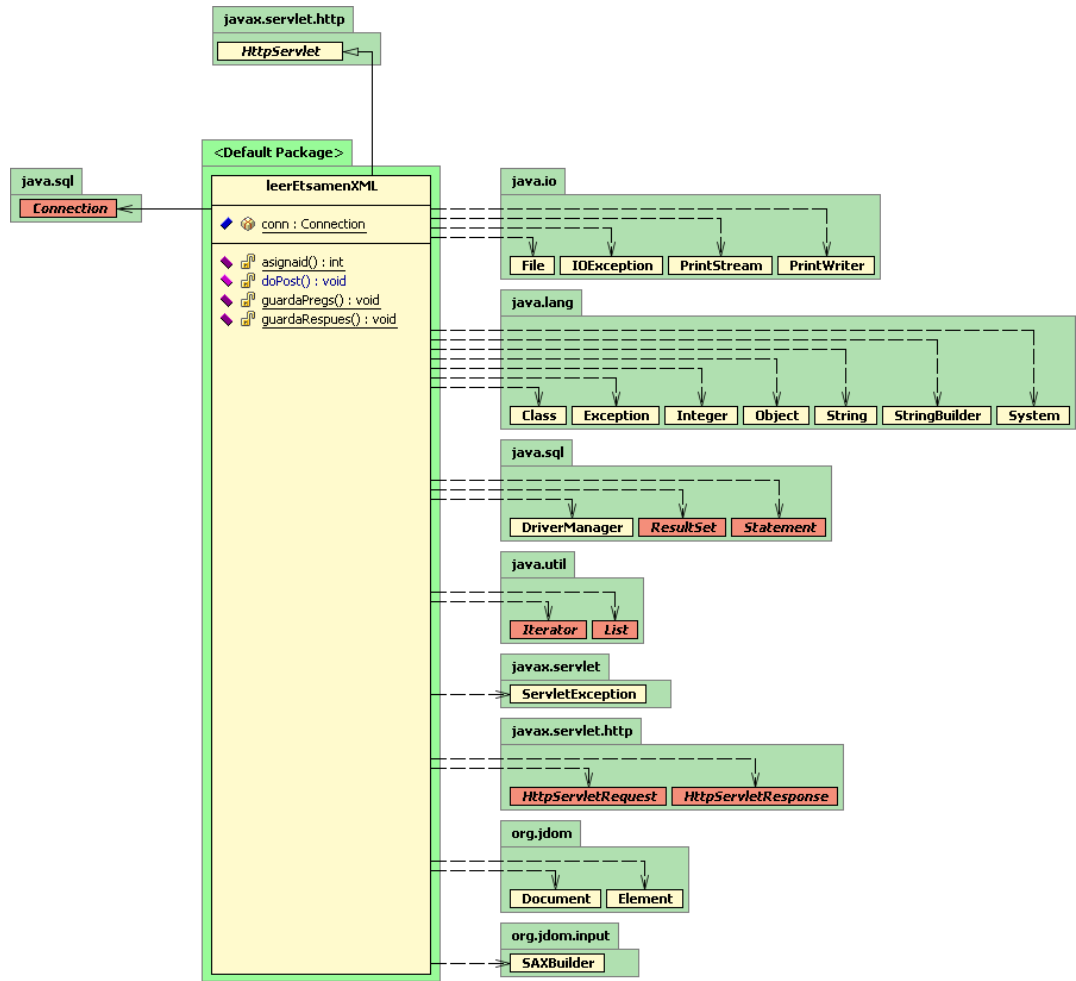 javax.servlet.http
HttpServlet
<Default Package>
java.sql
Connection
leerEtsamenXML
conn : Connection
asignaid() : int
doPost() : void
guardaPregs() : void
guardaRespues() : void
java.io
File IOException PrintStream PrintWriter
java.lang
Class Exception Integer Object String StringBuilder System
java.sql
DriverManager ResultSet Statement
java.util
Iterator List
javax.servlet
ServletException
javax.servlet.http
HttpServletRequest HttpServletResponse
org.jdom
Document Element
org.jdom.input
SAXBuilder